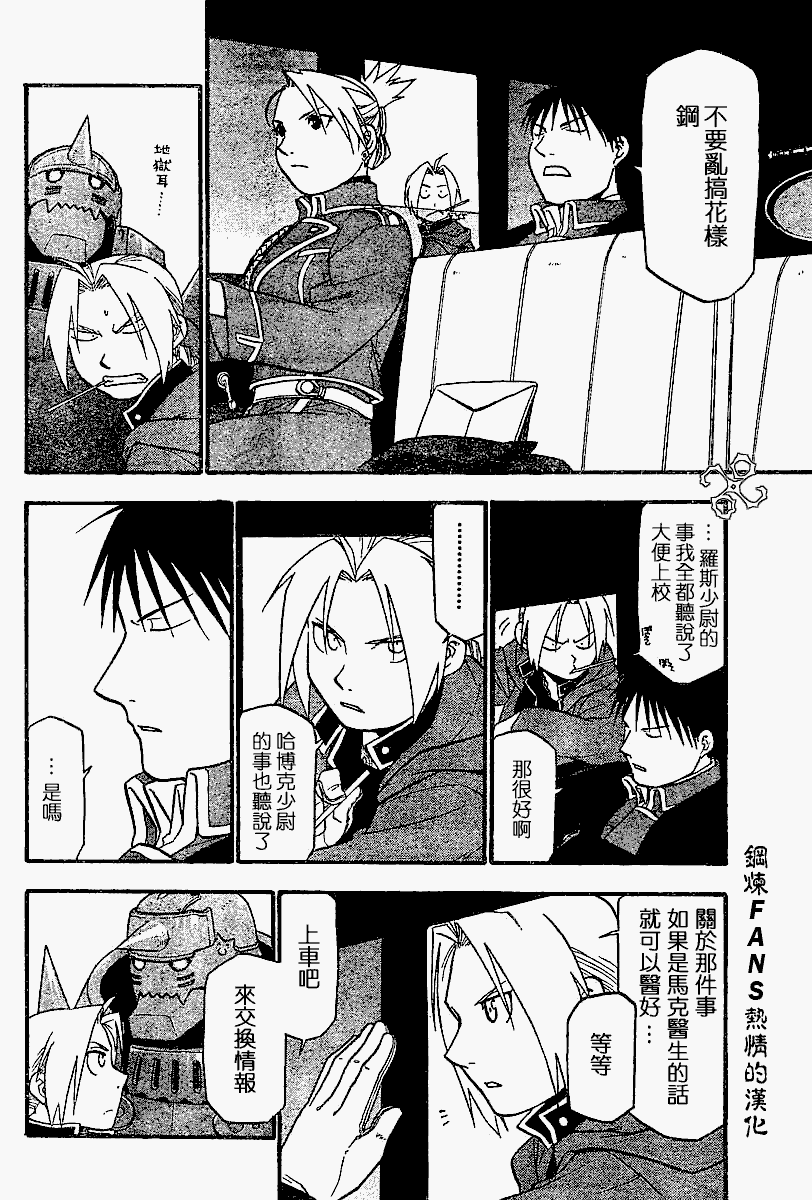 不要亂搞花樣
鋼
地獄耳……
…羅斯少尉的
事我全都聽說了
大便上校
那很好啊
…………
哈博克少尉
的事也聽說了
…是嗎
關於那件事
如果是馬克醫生的話
就可以醫好…
等等
上車吧
來交換情報
鋼煉FANS熱情的漢化